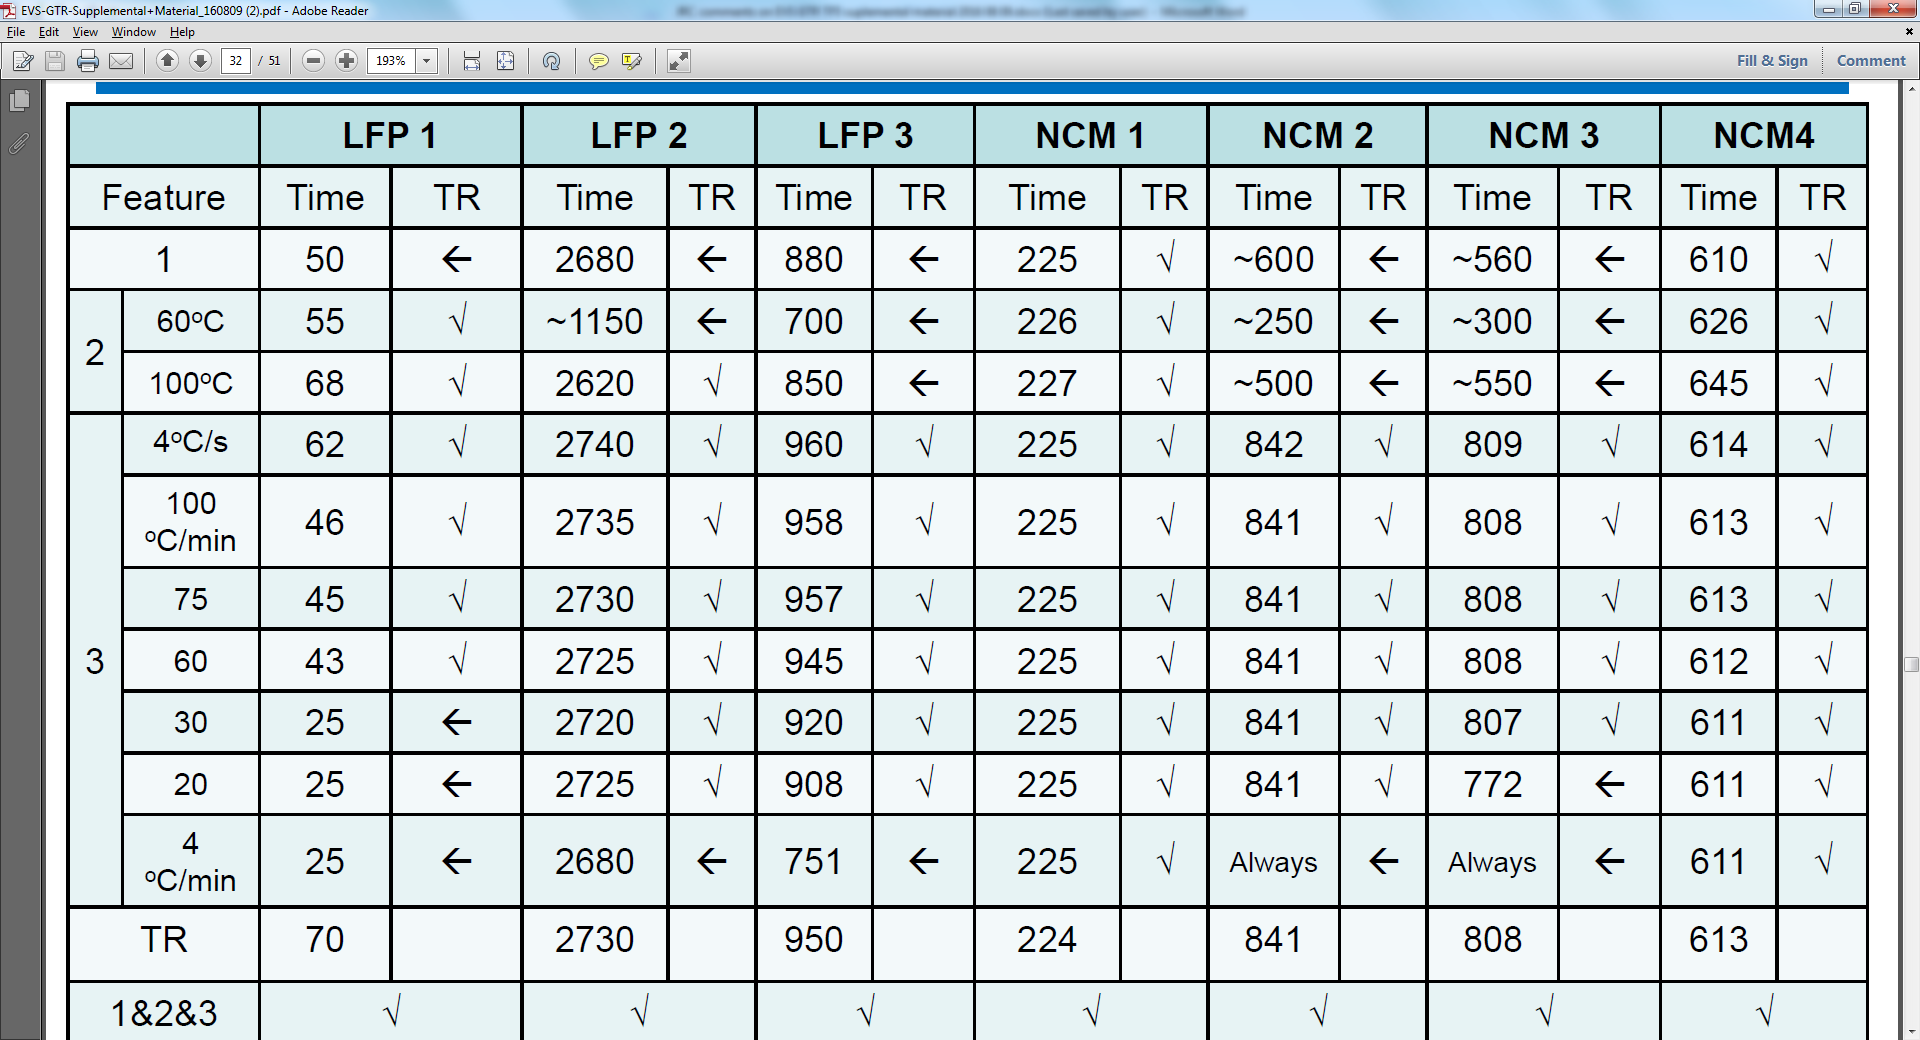 EVS-GTR-Supplemental+Material_160809 (2).pdf - Adobe Reader
File Edit View Window Help
32 / 51 193% Fill & Sign Comment
LFP 1 LFP 2 LFP 3 NCM 1 NCM 2 NCM 3 NCM4
Feature Time TR Time TR Time TR Time TR Time TR Time TR Time TR
1 50 ← 2680 ← 880 ← 225 √ ~600 ← ~560 ← 610 √
2 60°C 55 √ ~1150 ← 700 ← 226 √ ~250 ← ~300 ← 626 √
100°C 68 √ 2620 √ 850 ← 227 √ ~500 ← ~550 ← 645 √
3 4°C/s 62 √ 2740 √ 960 √ 225 √ 842 √ 809 √ 614 √
100 °C/min 46 √ 2735 √ 958 √ 225 √ 841 √ 808 √ 613 √
75 45 √ 2730 √ 957 √ 225 √ 841 √ 808 √ 613 √
60 43 √ 2725 √ 945 √ 225 √ 841 √ 808 √ 612 √
30 25 ← 2720 √ 920 √ 225 √ 841 √ 807 √ 611 √
20 25 ← 2725 √ 908 √ 225 √ 841 √ 772 ← 611 √
4 °C/min 25 ← 2680 ← 751 ← 225 √ Always ← Always ← 611 √
TR 70 2730 950 224 841 808 613
1&2&3 √ √ √ √ √ √ √